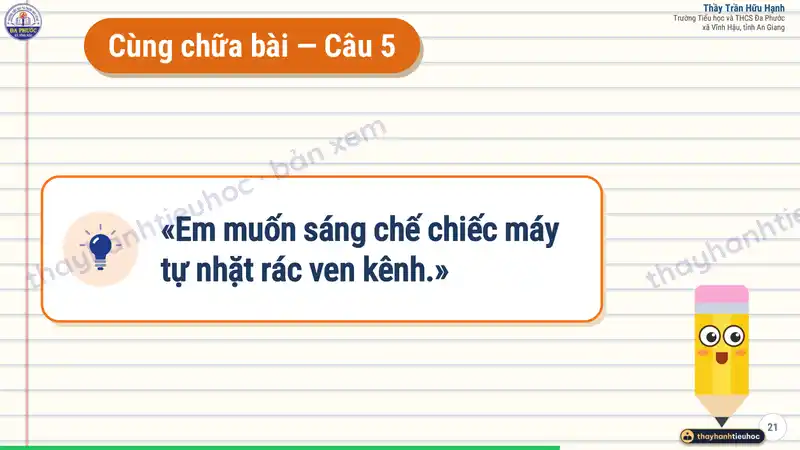 ĐA PHƯỚC
Thầy Trần Hữu Hạnh
Trường Tiểu học và THCS Đa Phước
xã Vĩnh Hậu, tỉnh An Giang
Cùng chữa bài – Câu 5
thayhanhtieuhoc · bản xem
«Em muốn sáng chế chiếc máy
tự nhặt rác ven kênh.»
thayhanhtie
thayhanhtieuhoc
21